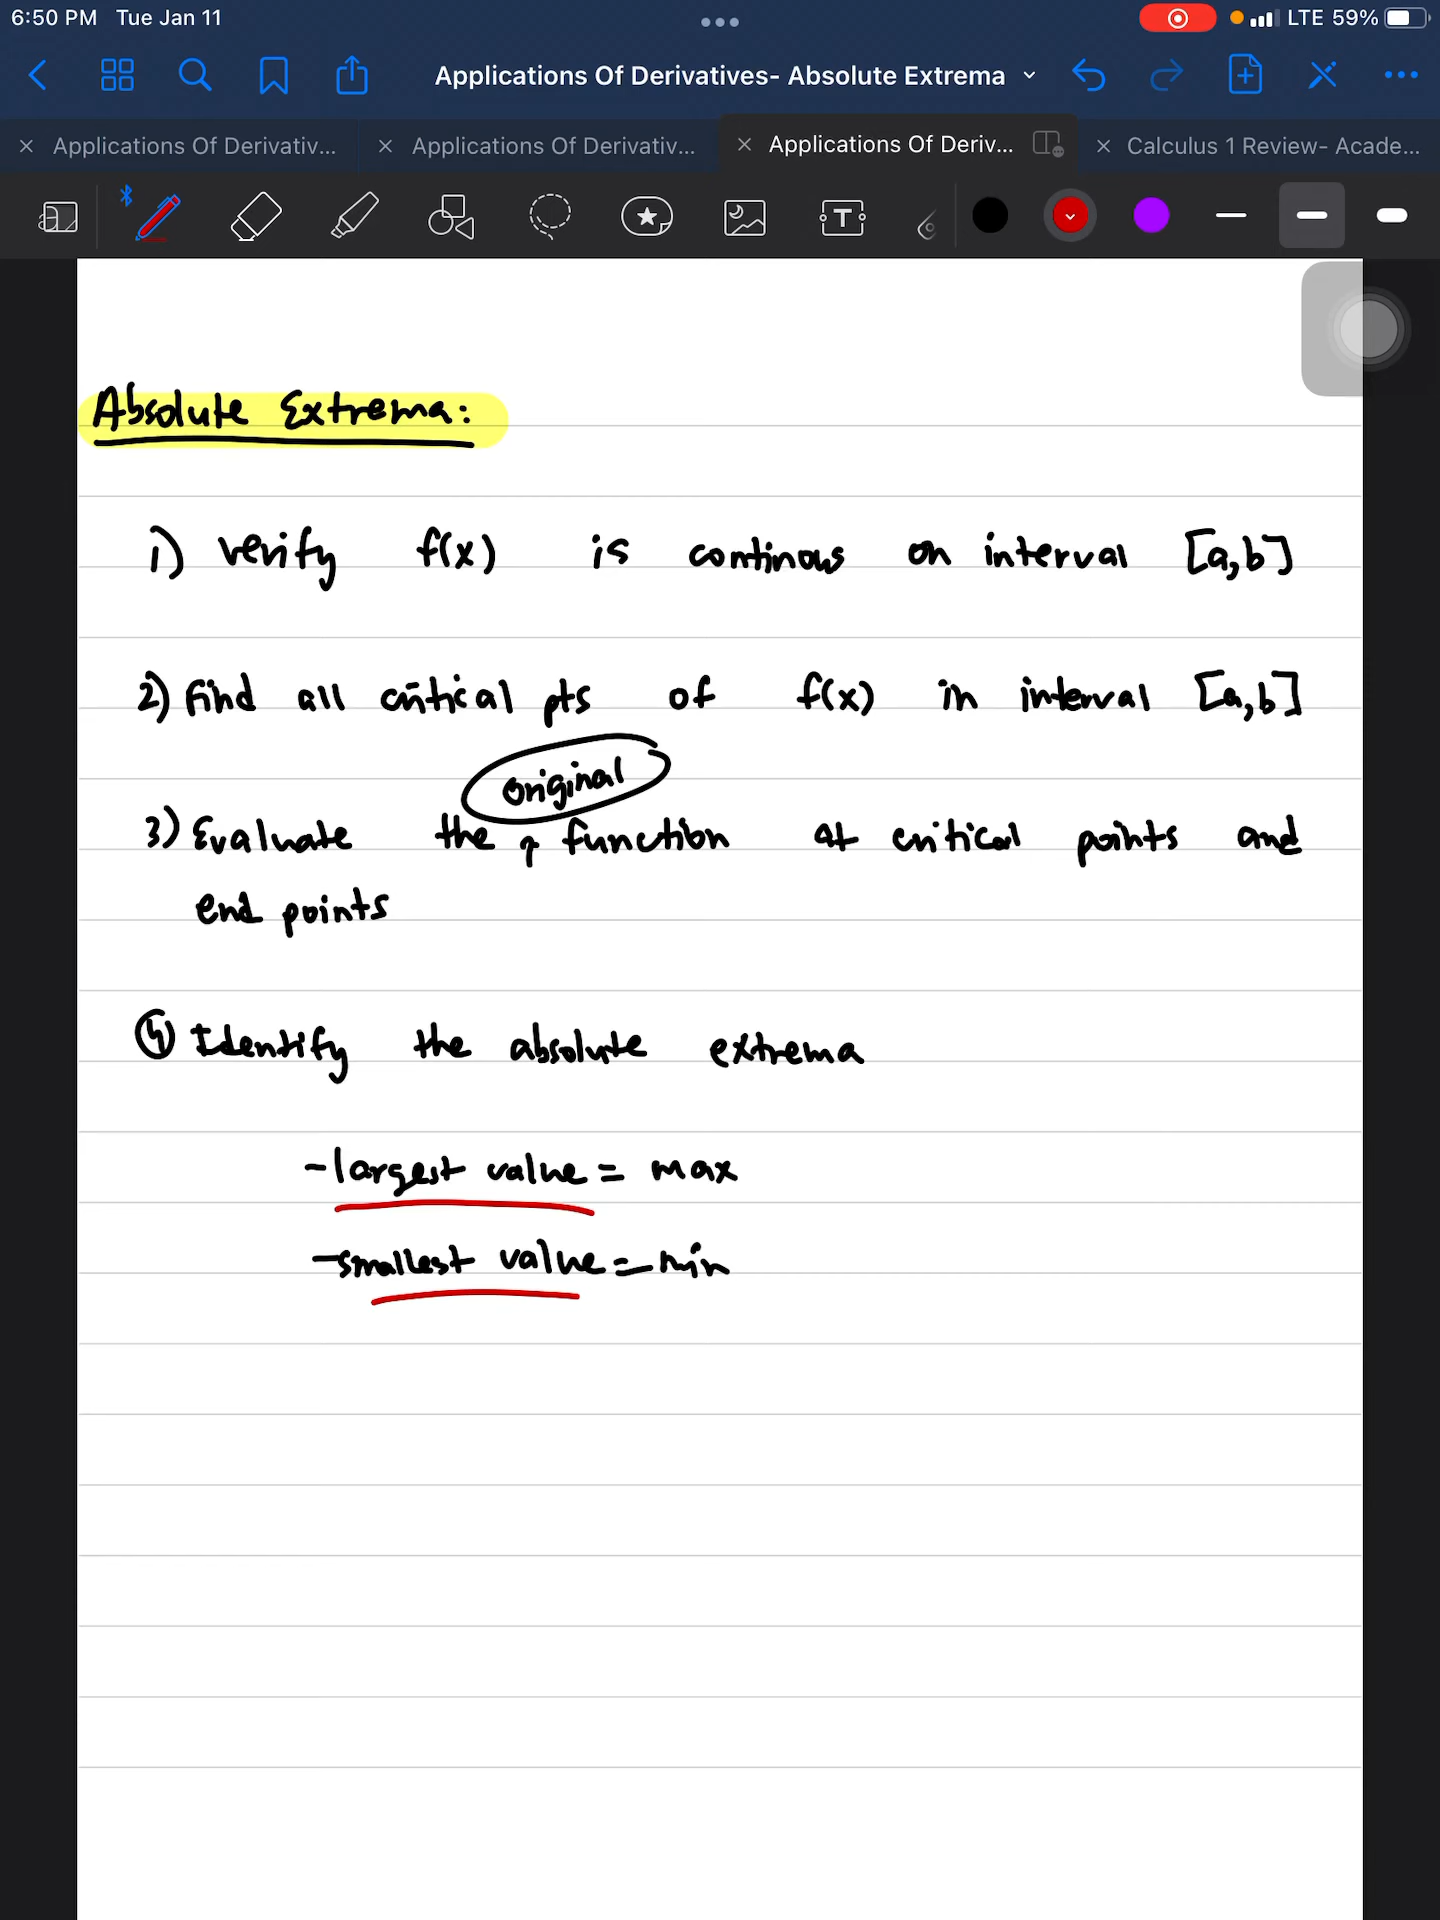 6:50 PM Tue Jan 11
LTE 59%
Applications Of Derivatives- Absolute Extrema
Applications Of Derivativ...
Applications Of Derivativ...
Applications Of Deriv...
Calculus 1 Review- Acade...
Absolute Extrema:
1) verify f(x) is continous on interval [a,b]
2) Find all critical pts of f(x) in interval [a,b]
original
3) Evaluate the function at critical points and
end points
4 Identify the absolute extrema
-largest value = max
-smallest value = min